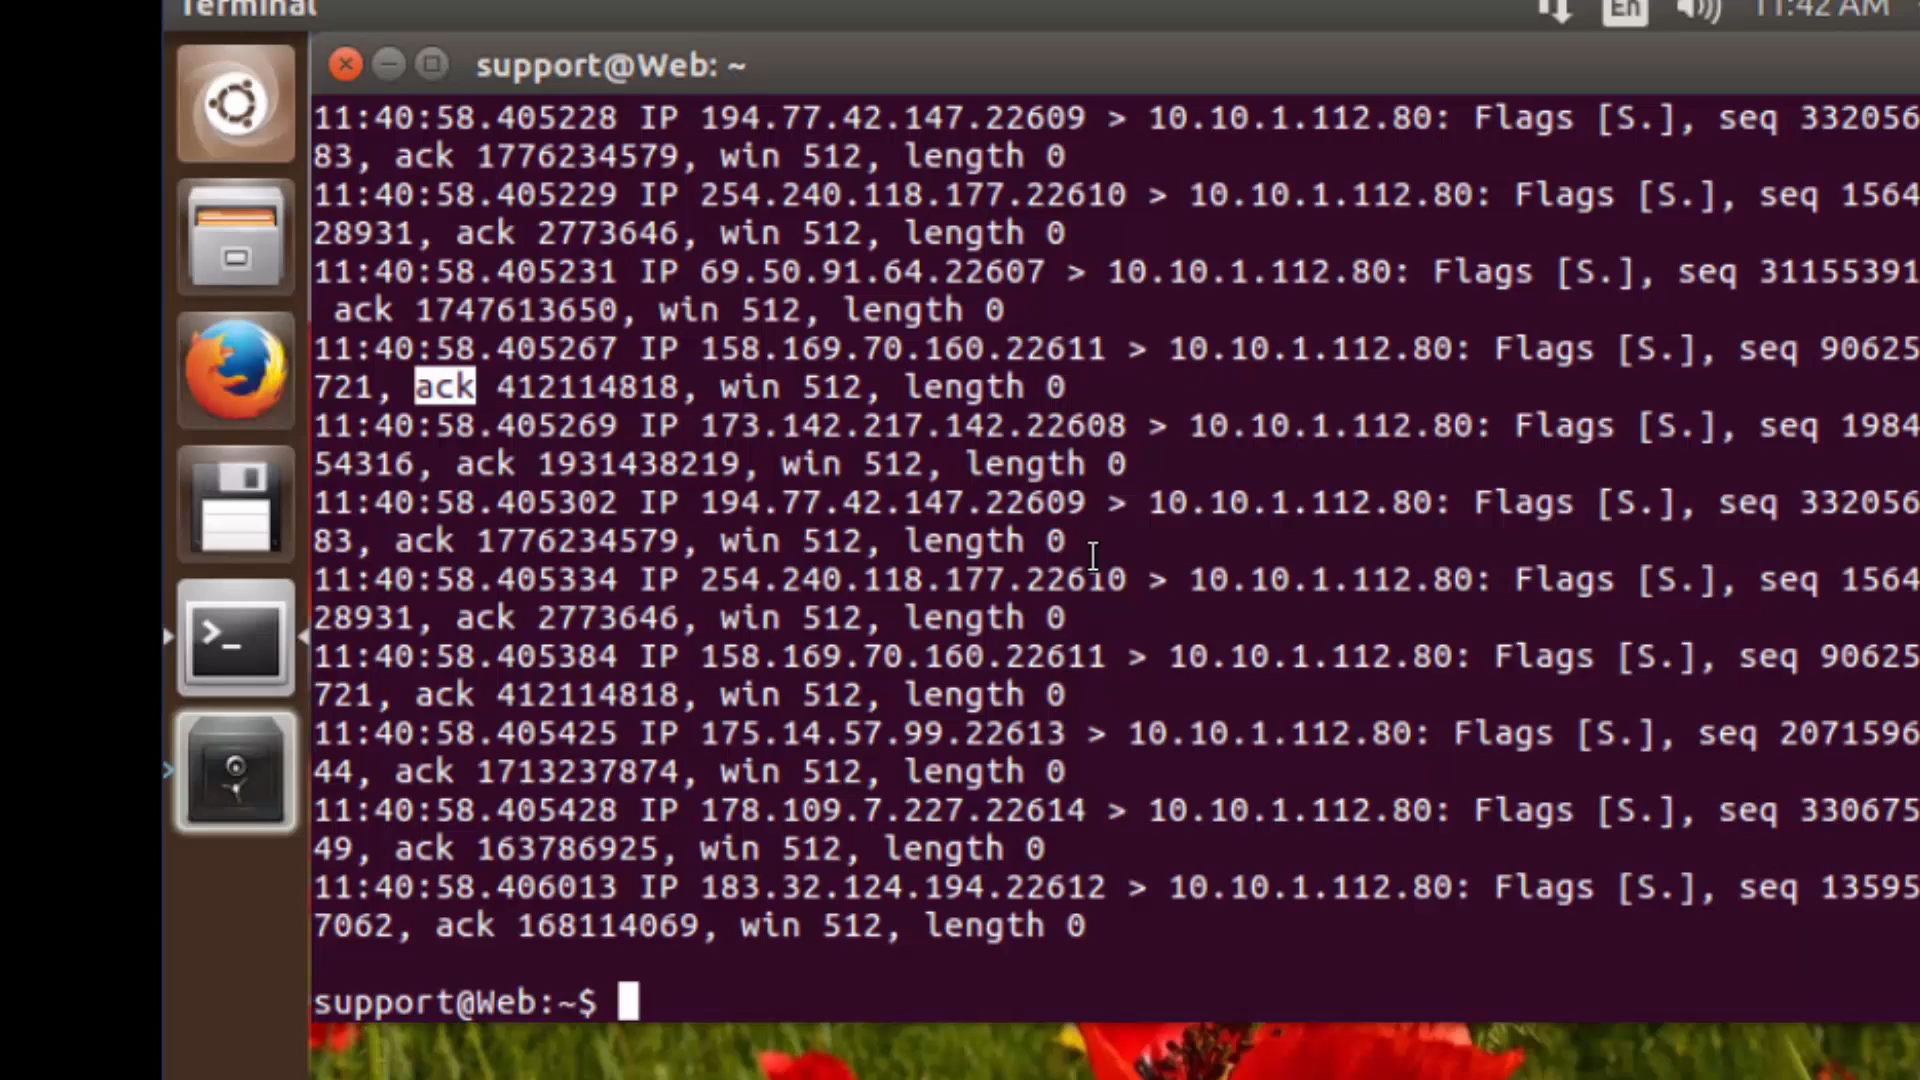 Terminal
En
11:42 AM
support@Web: ~
11:40:58.405228 IP 194.77.42.147.22609 > 10.10.1.112.80: Flags [S.], seq 332056
83, ack 1776234579, win 512, length 0
11:40:58.405229 IP 254.240.118.177.22610 > 10.10.1.112.80: Flags [S.], seq 1564
28931, ack 2773646, win 512, length 0
11:40:58.405231 IP 69.50.91.64.22607 > 10.10.1.112.80: Flags [S.], seq 31155391
ack 1747613650, win 512, length 0
11:40:58.405267 IP 158.169.70.160.22611 > 10.10.1.112.80: Flags [S.], seq 90625
721, ack 412114818, win 512, length 0
11:40:58.405269 IP 173.142.217.142.22608 > 10.10.1.112.80: Flags [S.], seq 1984
54316, ack 1931438219, win 512, length 0
11:40:58.405302 IP 194.77.42.147.22609 > 10.10.1.112.80: Flags [S.], seq 332056
83, ack 1776234579, win 512, length 0
11:40:58.405334 IP 254.240.118.177.22610 > 10.10.1.112.80: Flags [S.], seq 1564
28931, ack 2773646, win 512, length 0
11:40:58.405384 IP 158.169.70.160.22611 > 10.10.1.112.80: Flags [S.], seq 90625
721, ack 412114818, win 512, length 0
11:40:58.405425 IP 175.14.57.99.22613 > 10.10.1.112.80: Flags [S.], seq 2071596
44, ack 1713237874, win 512, length 0
11:40:58.405428 IP 178.109.7.227.22614 > 10.10.1.112.80: Flags [S.], seq 330675
49, ack 163786925, win 512, length 0
11:40:58.406013 IP 183.32.124.194.22612 > 10.10.1.112.80: Flags [S.], seq 13595
7062, ack 168114069, win 512, length 0
support@Web:~$